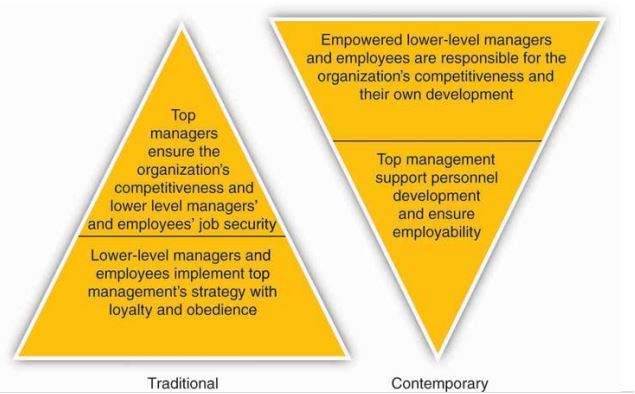 Top
managers
ensure the
organization's
competitiveness and
lower level managers'
and employees' job security
Lower-level managers and
employees implement top
management's strategy with
loyalty and obedience
Traditional
Empowered lower-level managers
and employees are responsible for the
organization's competitiveness and
their own development
Top management
support personnel
development
and ensure
employability
Contemporary